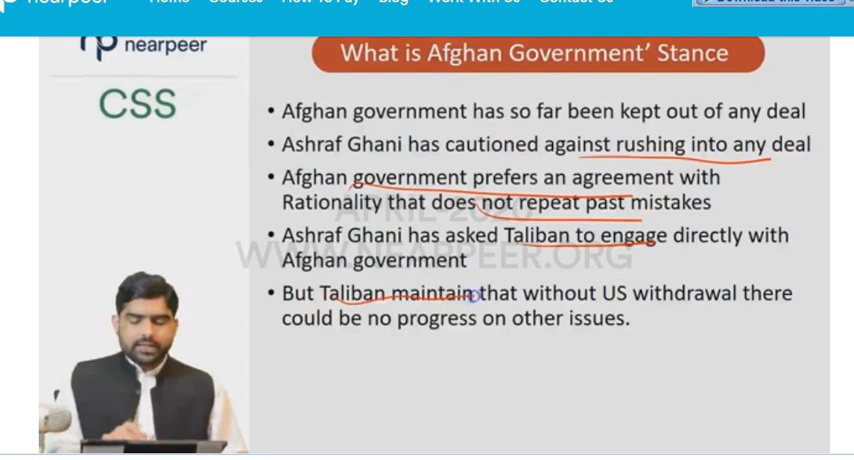 nearpeer
Home Courses How To Pay Blog Work With Us Contact Us
Download this video
nearpeer
CSS
What is Afghan Government' Stance
• Afghan government has so far been kept out of any deal
• Ashraf Ghani has cautioned against rushing into any deal
• Afghan government prefers an agreement with
Rationality that does not repeat past mistakes
• Ashraf Ghani has asked Taliban to engage directly with
Afghan government
• But Taliban maintain that without US withdrawal there
could be no progress on other issues.
APRIL-2020
WWW.NEARPEER.ORG